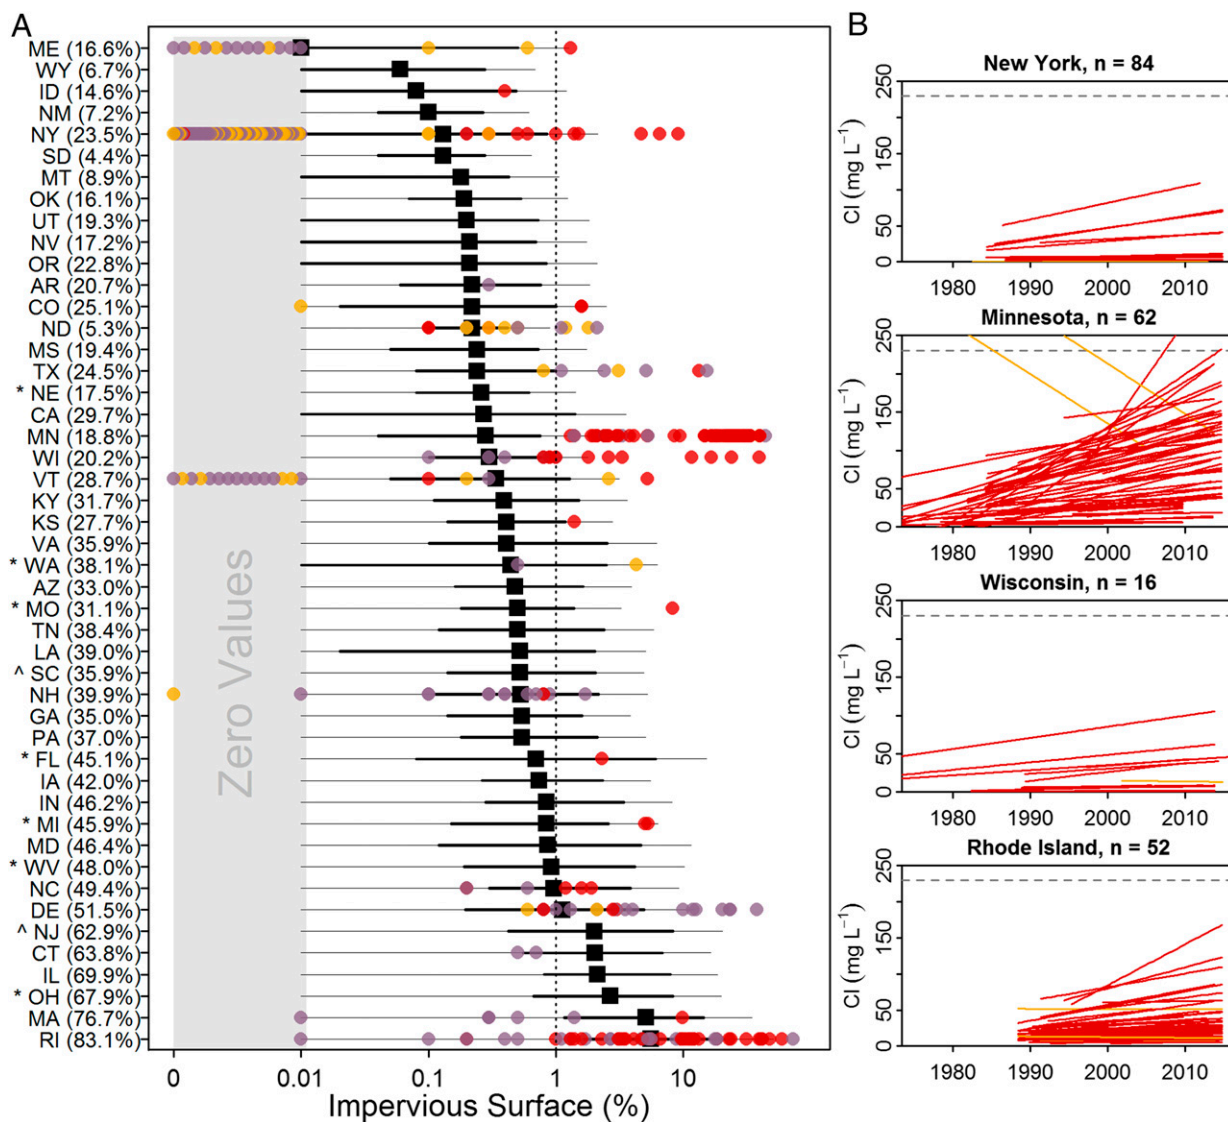 A
ME (16.6%)
WY (6.7%)
ID (14.6%)
NM (7.2%)
NY (23.5%)
SD (4.4%)
MT (8.9%)
OK (16.1%)
UT (19.3%)
NV (17.2%)
OR (22.8%)
AR (20.7%)
CO (25.1%)
ND (5.3%)
MS (19.4%)
TX (24.5%)
* NE (17.5%)
CA (29.7%)
MN (18.8%)
WI (20.2%)
VT (28.7%)
KY (31.7%)
KS (27.7%)
VA (35.9%)
* WA (38.1%)
AZ (33.0%)
* MO (31.1%)
TN (38.4%)
LA (39.0%)
^ SC (35.9%)
NH (39.9%)
GA (35.0%)
PA (37.0%)
* FL (45.1%)
IA (42.0%)
IN (46.2%)
* MI (45.9%)
MD (46.4%)
* WV (48.0%)
NC (49.4%)
DE (51.5%)
^ NJ (62.9%)
CT (63.8%)
IL (69.9%)
* OH (67.9%)
MA (76.7%)
RI (83.1%)
Zero Values
0 0.01 0.1 1 10
Impervious Surface (%)
B
New York, n = 84
Cl (mg L⁻¹)
250
150
50
0
1980 1990 2000 2010
Minnesota, n = 62
Cl (mg L⁻¹)
250
150
50
0
1980 1990 2000 2010
Wisconsin, n = 16
Cl (mg L⁻¹)
250
150
50
0
1980 1990 2000 2010
Rhode Island, n = 52
Cl (mg L⁻¹)
250
150
50
0
1980 1990 2000 2010